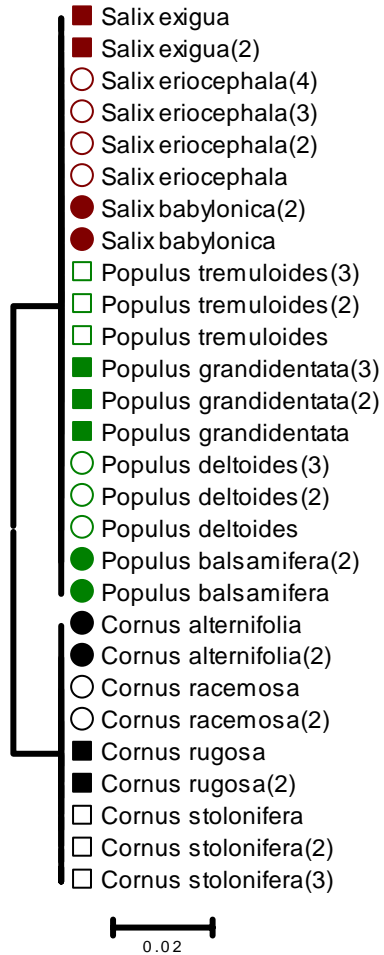 Salix exigua
Salix exigua(2)
Salix eriocephala(4)
Salix eriocephala(3)
Salix eriocephala(2)
Salix eriocephala
Salix babylonica(2)
Salix babylonica
Populus tremuloides(3)
Populus tremuloides(2)
Populus tremuloides
Populus grandidentata(3)
Populus grandidentata(2)
Populus grandidentata
Populus deltoides(3)
Populus deltoides(2)
Populus deltoides
Populus balsamifera(2)
Populus balsamifera
Cornus alternifolia
Cornus alternifolia(2)
Cornus racemosa
Cornus racemosa(2)
Cornus rugosa
Cornus rugosa(2)
Cornus stolonifera
Cornus stolonifera(2)
Cornus stolonifera(3)
0.02